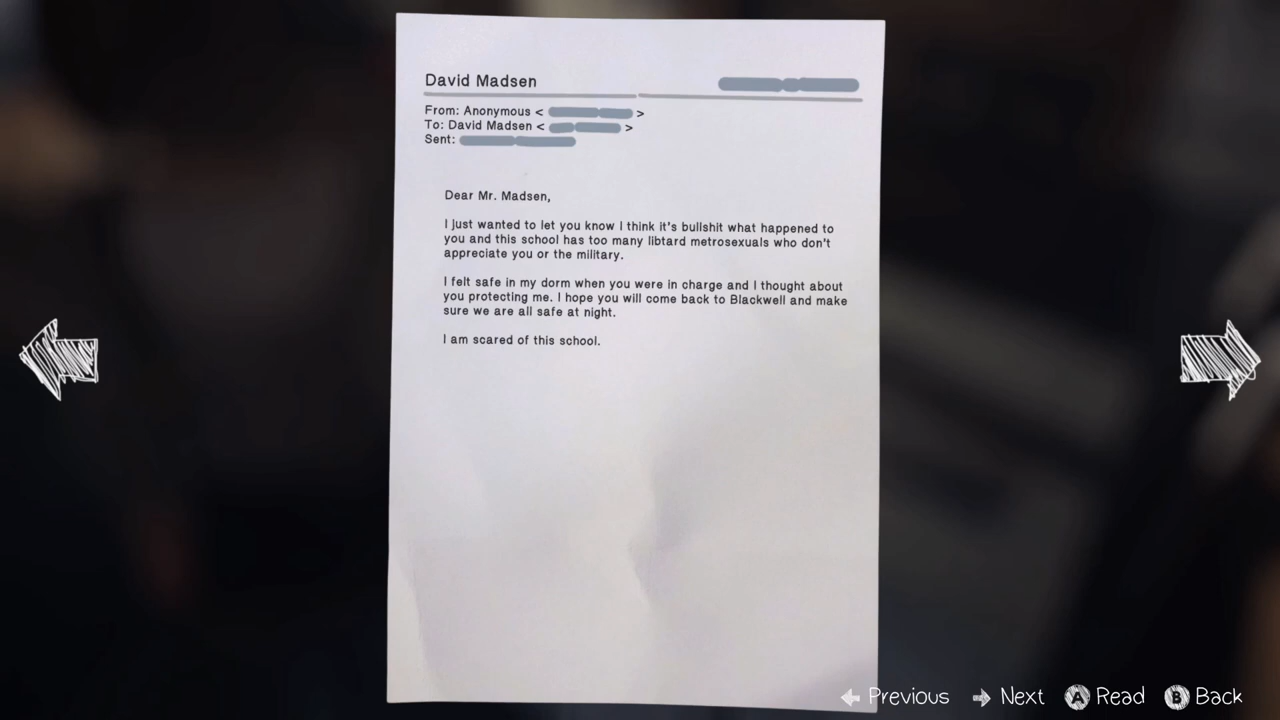 David Madsen
From: Anonymous < >
To: David Madsen < >
Sent:
Dear Mr. Madsen,
I just wanted to let you know I think it's bullshit what happened to
you and this school has too many libtard metrosexuals who don't
appreciate you or the military.
I felt safe in my dorm when you were in charge and I thought about
you protecting me. I hope you will come back to Blackwell and make
sure we are all safe at night.
I am scared of this school.
Previous Next A Read B Back